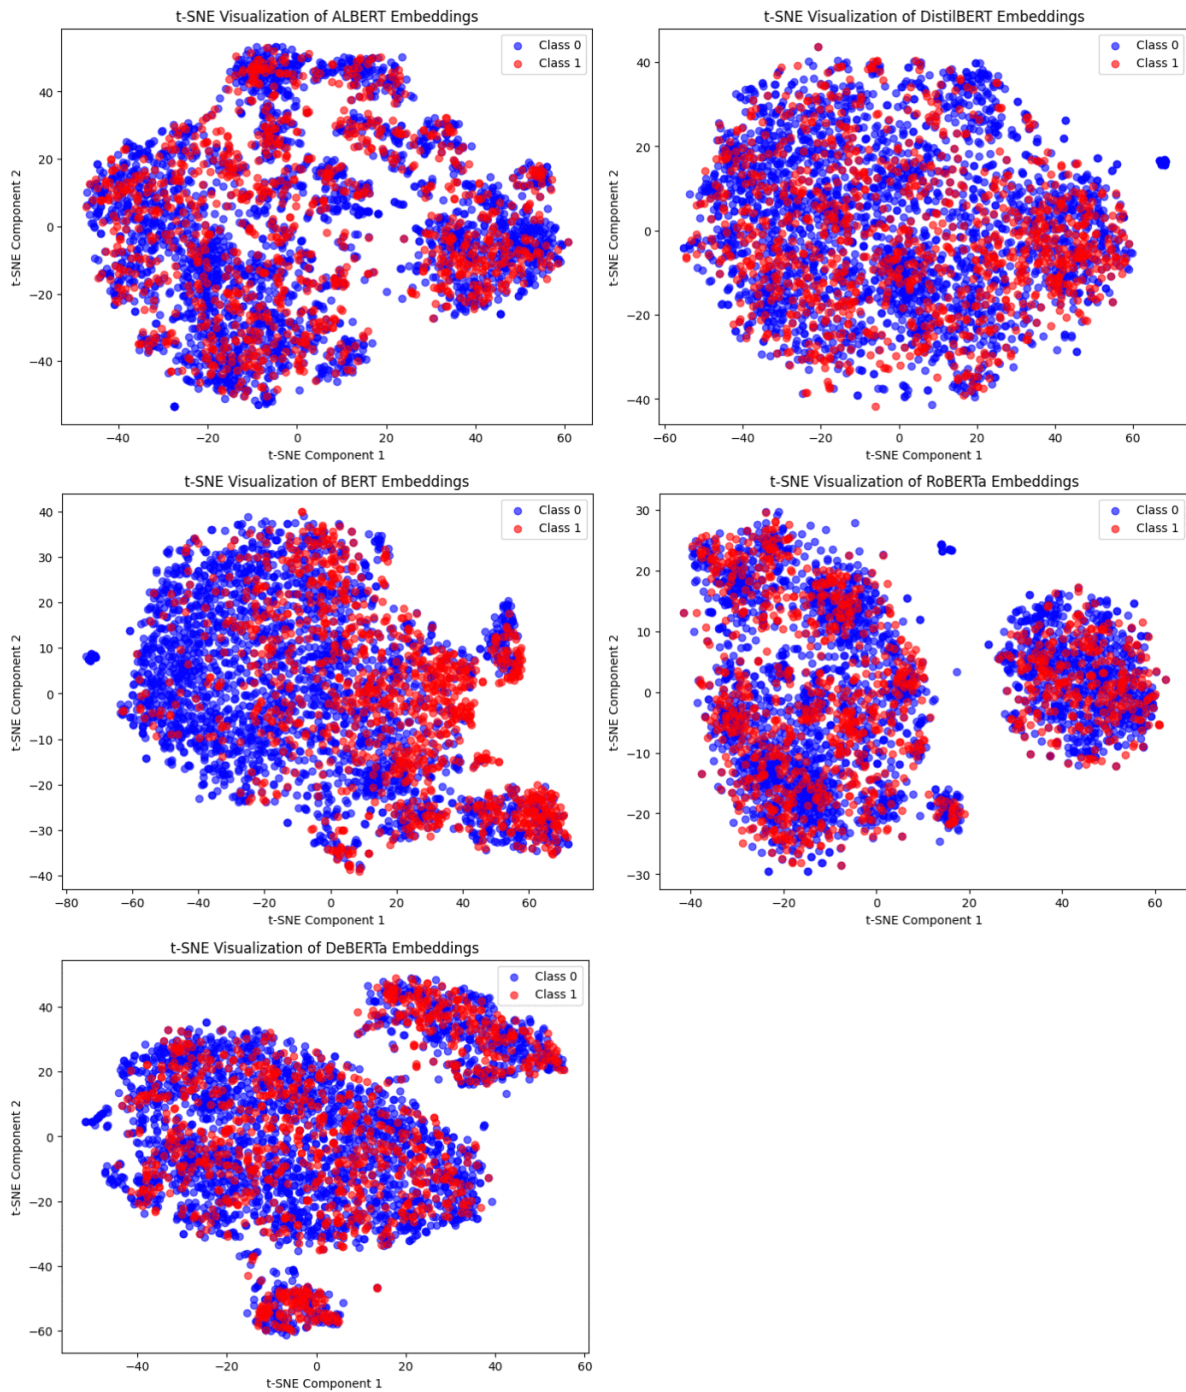 t-SNE Visualization of ALBERT Embeddings
Class 0
Class 1
t-SNE Component 2
40
20
0
−20
−40
−40
−20
0
20
40
60
t-SNE Component 1
t-SNE Visualization of DistilBERT Embeddings
Class 0
Class 1
t-SNE Component 2
40
20
0
−20
−40
−60
−40
−20
0
20
40
60
t-SNE Component 1
t-SNE Visualization of BERT Embeddings
Class 0
Class 1
t-SNE Component 2
40
30
20
10
0
−10
−20
−30
−40
−80
−60
−40
−20
0
20
40
60
t-SNE Component 1
t-SNE Visualization of RoBERTa Embeddings
Class 0
Class 1
t-SNE Component 2
30
20
10
0
−10
−20
−30
−40
−20
0
20
40
60
t-SNE Component 1
t-SNE Visualization of DeBERTa Embeddings
Class 0
Class 1
t-SNE Component 2
40
20
0
−20
−40
−60
−40
−20
0
20
40
60
t-SNE Component 1